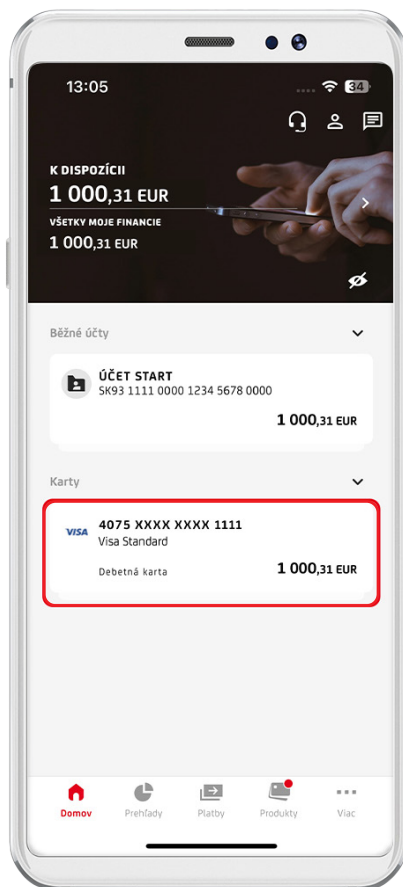 13:05
34
K DISPOZÍCII
1 000,31 EUR
VŠETKY MOJE FINANCIE
1 000,31 EUR
Běžné účty
ÚČET START
SK93 1111 0000 1234 5678 0000
1 000,31 EUR
Karty
VISA
4075 XXXX XXXX 1111
Visa Standard
Debetná karta
1 000,31 EUR
Domov
Prehľady
Platby
Produkty
Viac